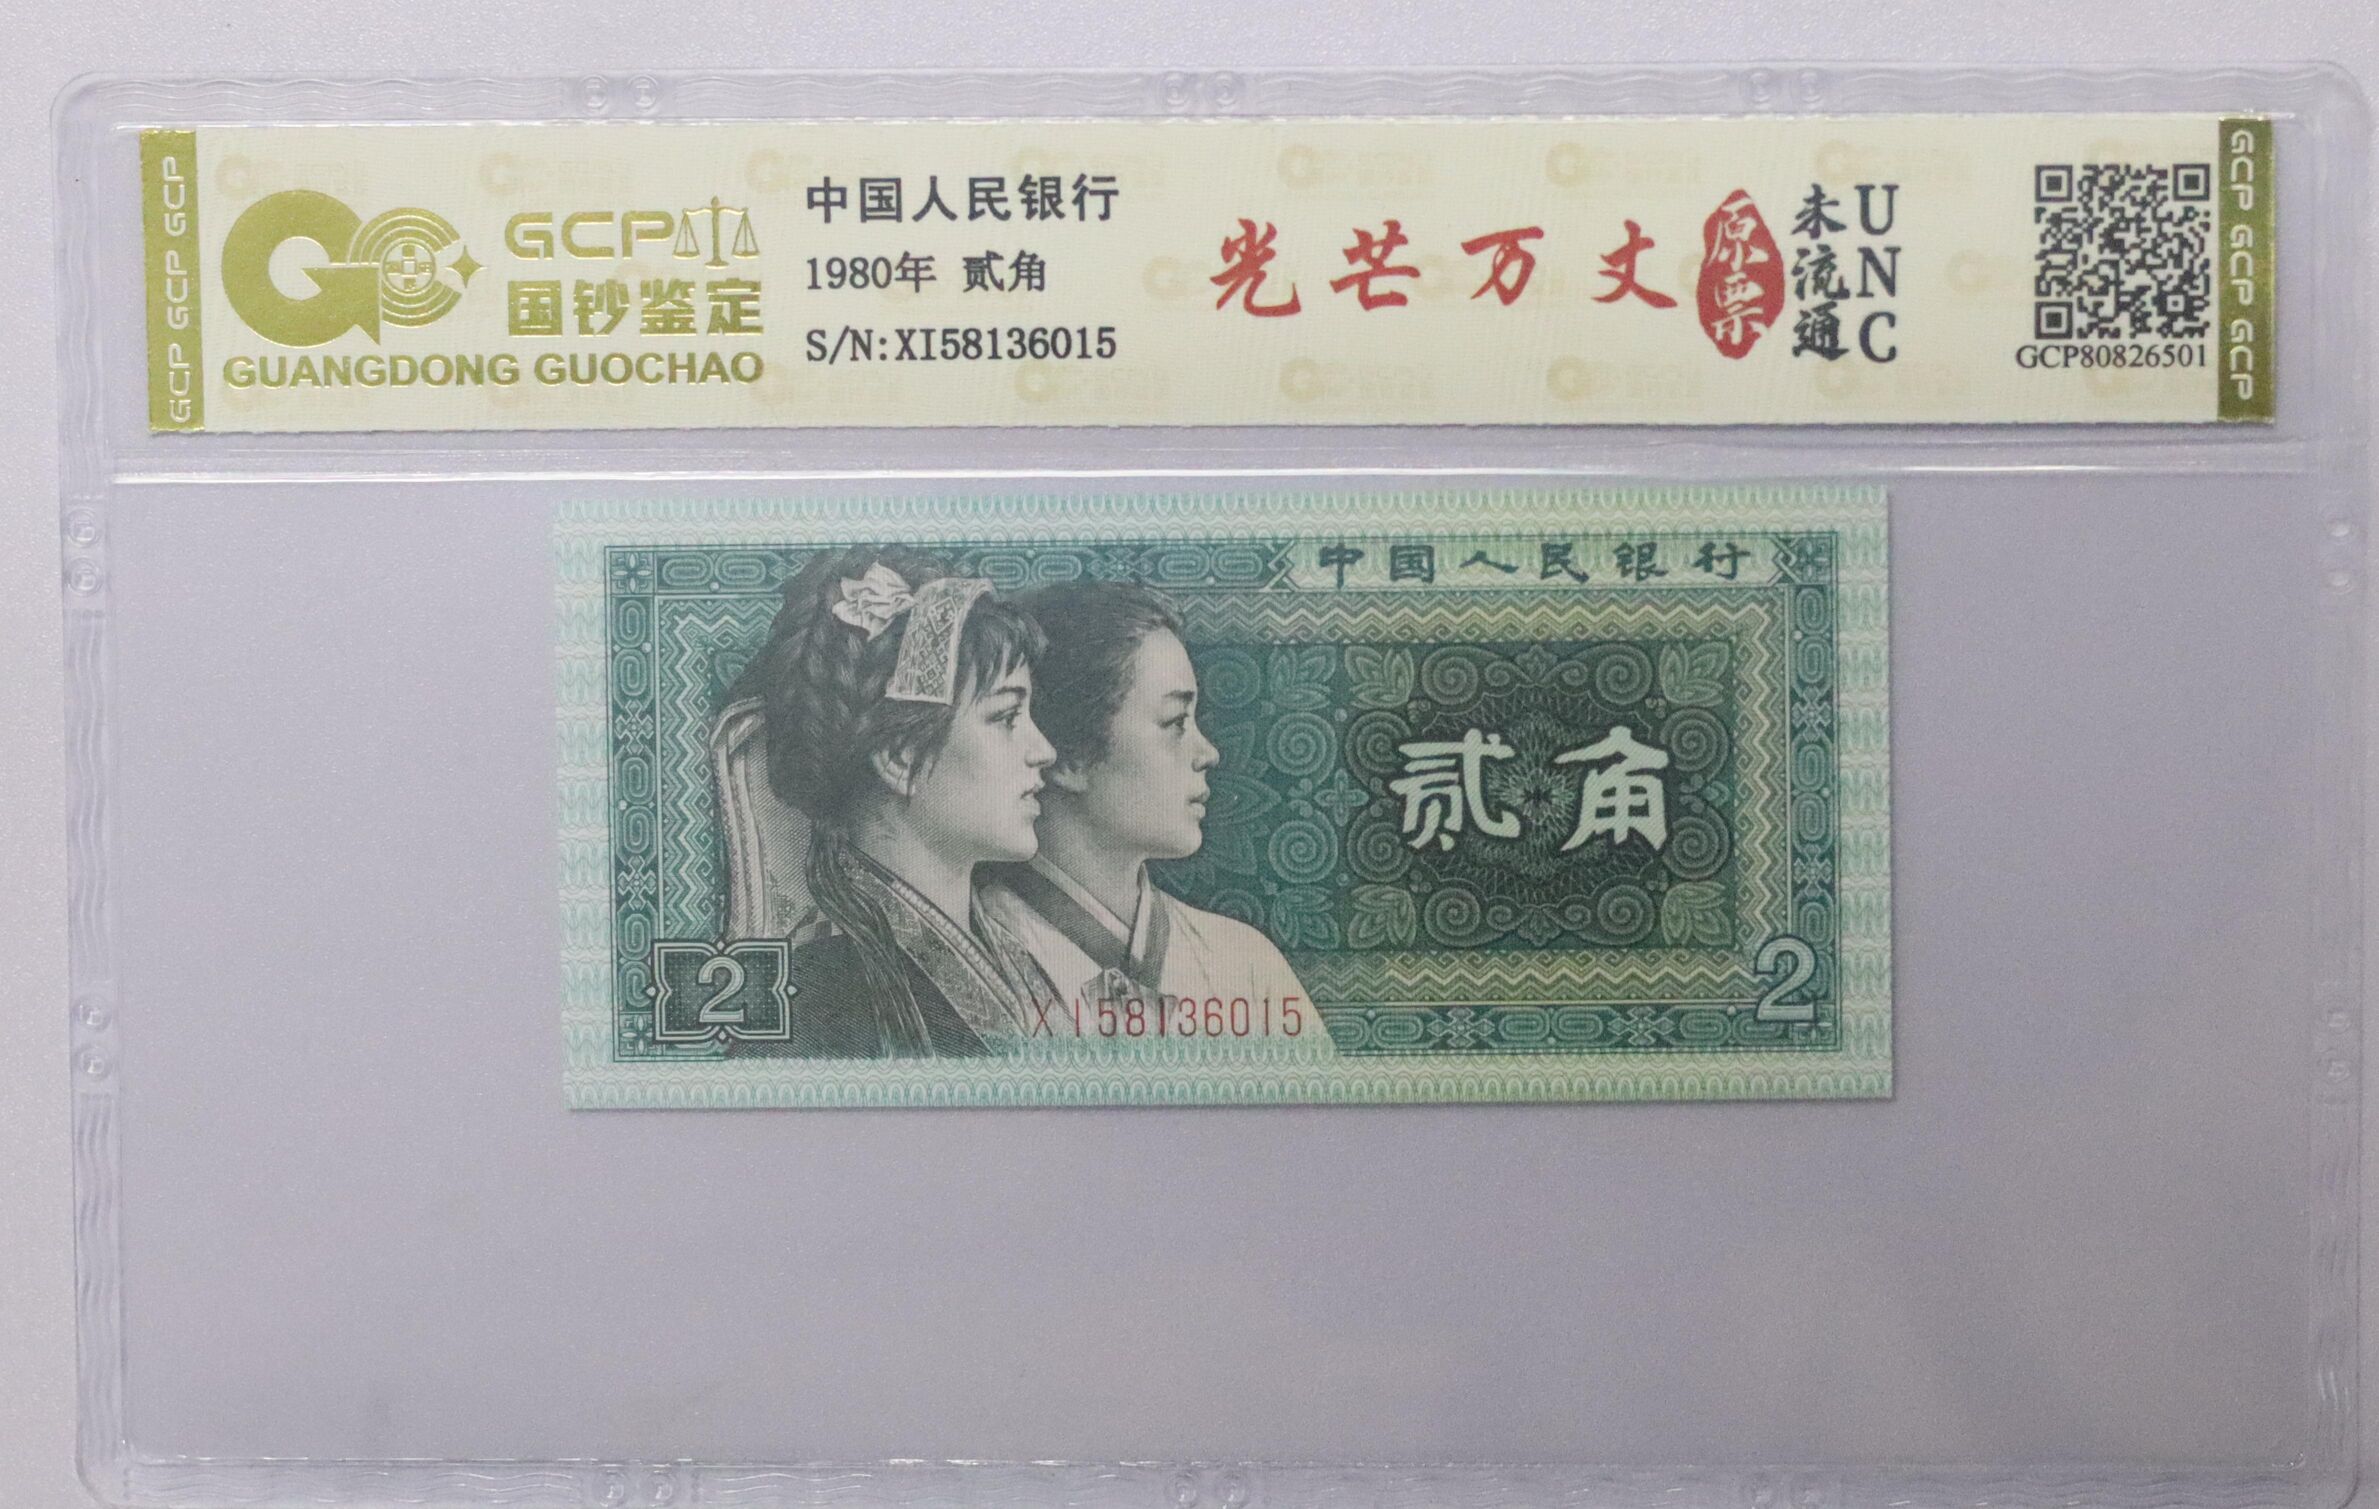 GCP GCP GCP
GCP
国钞鉴定
GUANGDONG GUOCHAO
中国人民银行
1980年 贰角
S/N:XI58136015
光芒万丈
原票
未流通
UNC
GCP80826501
GCP GCP GCP
中国人民银行
贰角
2
XI58136015
2